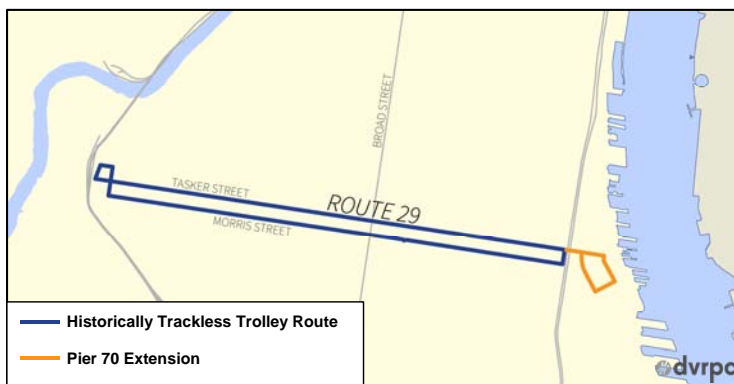 BROAD STREET
TASKER STREET
ROUTE 29
MORRIS STREET
Historically Trackless Trolley Route
Pier 70 Extension
dvrpc